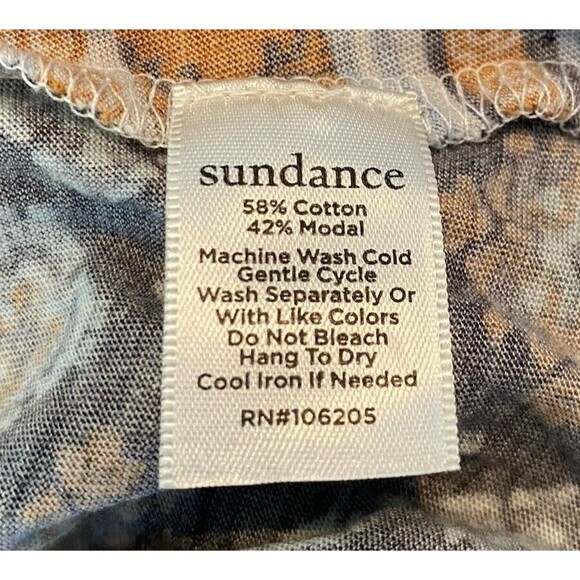 sundance
58% Cotton
42% Modal
Machine Wash Cold
Gentle Cycle
Wash Separately Or
With Like Colors
Do Not Bleach
Hang To Dry
Cool Iron If Needed
RN#106205